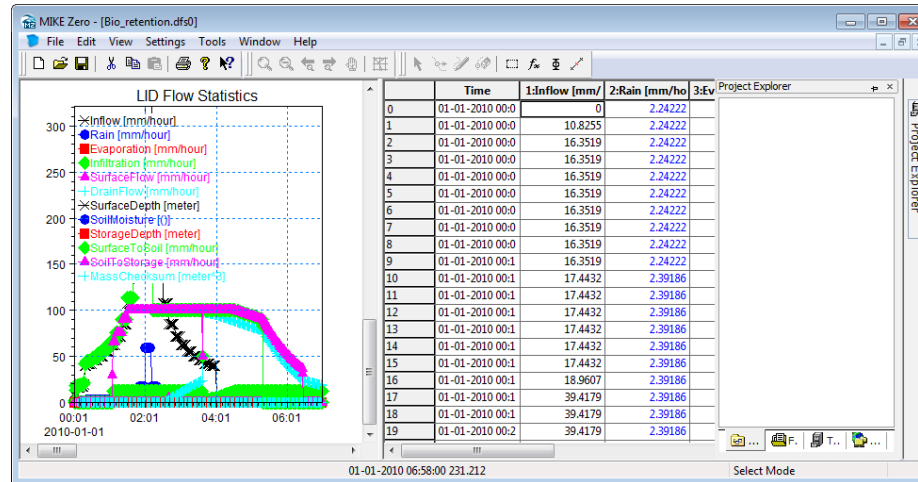 MIKE Zero - [Bio_retention.dfs0]
File Edit View Settings Tools Window Help
LID Flow Statistics
Inflow [mm/hour]
Rain [mm/hour]
Evaporation [mm/hour]
Infiltration [mm/hour]
SurfaceFlow [mm/hour]
DrainFlow [mm/hour]
SurfaceDepth [meter]
SoilMoisture [()]
StorageDepth [meter]
SurfaceToSoil [mm/hour]
SoilToStorage [mm/hour]
MassChecksum [meter^3]
300
250
200
150
100
50
0
00:01 02:01 04:01 06:01
2010-01-01
Time 1:Inflow [mm/ 2:Rain [mm/ho 3:Ev
0 01-01-2010 00:0 0 2.24222
1 01-01-2010 00:0 10.8255 2.24222
2 01-01-2010 00:0 16.3519 2.24222
3 01-01-2010 00:0 16.3519 2.24222
4 01-01-2010 00:0 16.3519 2.24222
5 01-01-2010 00:0 16.3519 2.24222
6 01-01-2010 00:0 16.3519 2.24222
7 01-01-2010 00:0 16.3519 2.24222
8 01-01-2010 00:0 16.3519 2.24222
9 01-01-2010 00:1 16.3519 2.24222
10 01-01-2010 00:1 17.4432 2.39186
11 01-01-2010 00:1 17.4432 2.39186
12 01-01-2010 00:1 17.4432 2.39186
13 01-01-2010 00:1 17.4432 2.39186
14 01-01-2010 00:1 17.4432 2.39186
15 01-01-2010 00:1 17.4432 2.39186
16 01-01-2010 00:1 18.9607 2.39186
17 01-01-2010 00:1 39.4179 2.39186
18 01-01-2010 00:1 39.4179 2.39186
19 01-01-2010 00:2 39.4179 2.39186
Project Explorer
... F. T.. ...
Project Explorer
01-01-2010 06:58:00 231.212
Select Mode